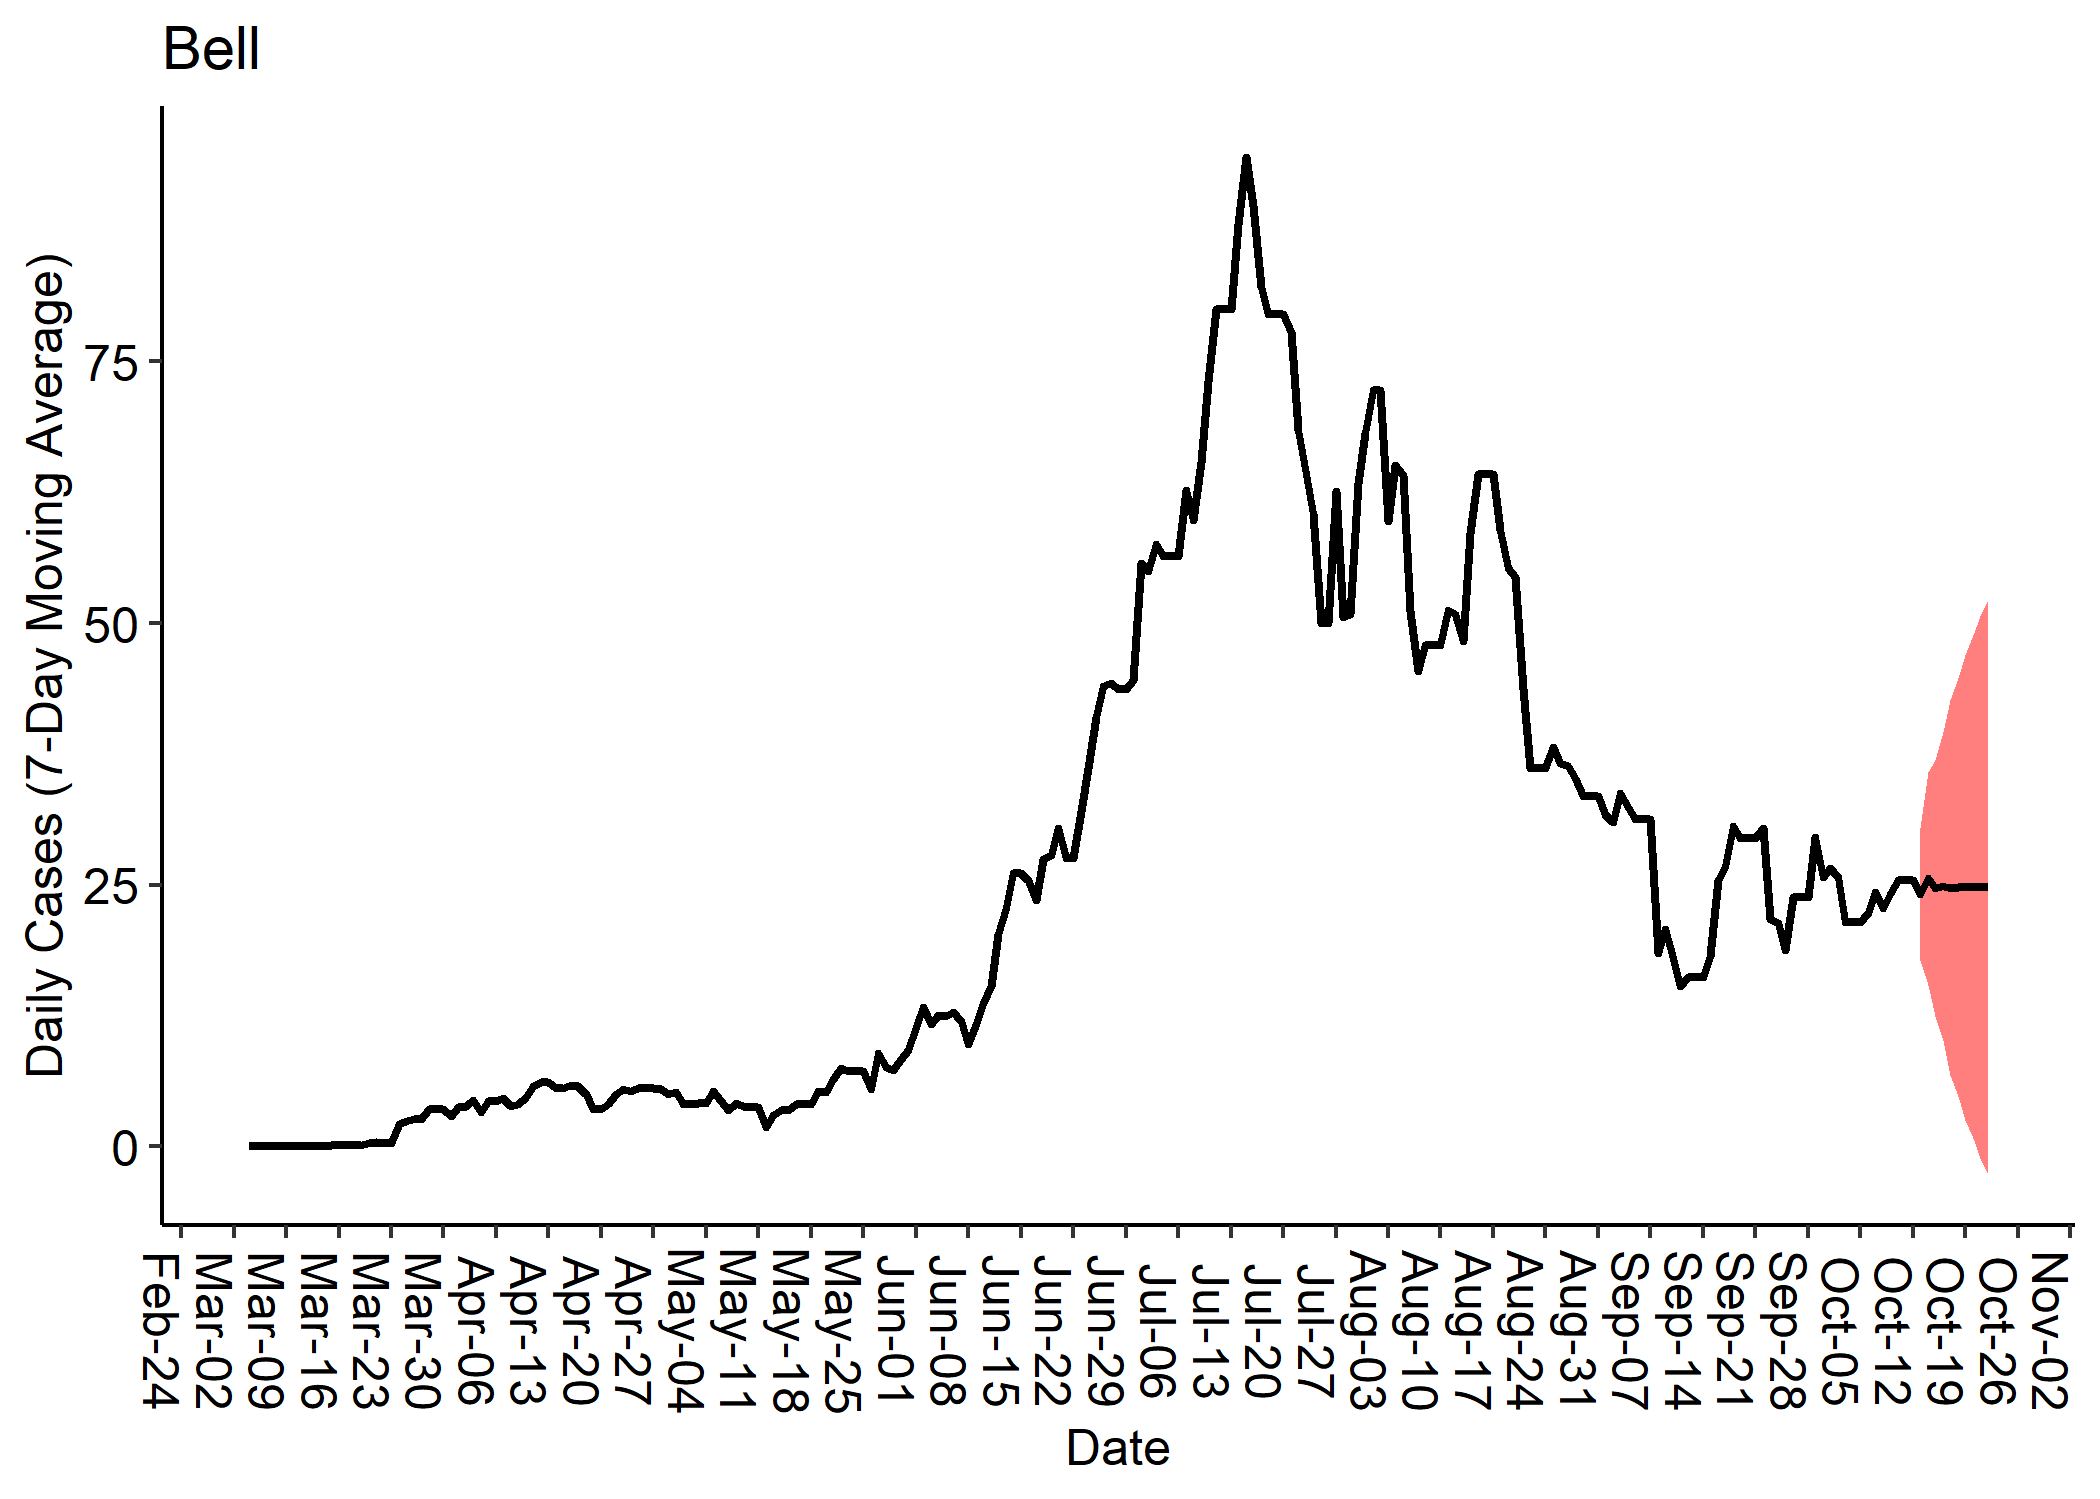 Bell
Daily Cases (7-Day Moving Average)
75
50
25
0
Feb-24
Mar-02
Mar-09
Mar-16
Mar-23
Mar-30
Apr-06
Apr-13
Apr-20
Apr-27
May-04
May-11
May-18
May-25
Jun-01
Jun-08
Jun-15
Jun-22
Jun-29
Jul-06
Jul-13
Jul-20
Jul-27
Aug-03
Aug-10
Aug-17
Aug-24
Aug-31
Sep-07
Sep-14
Sep-21
Sep-28
Oct-05
Oct-12
Oct-19
Oct-26
Nov-02
Date